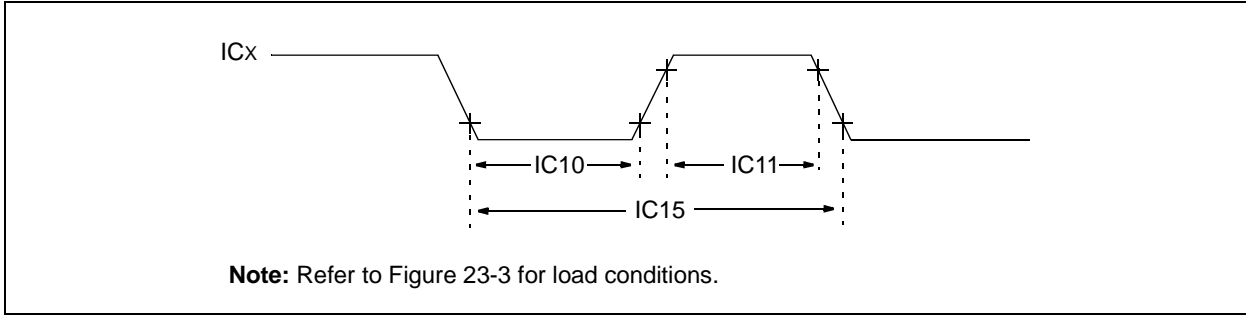 ICX
IC10
IC11
IC15
Note: Refer to Figure 23-3 for load conditions.